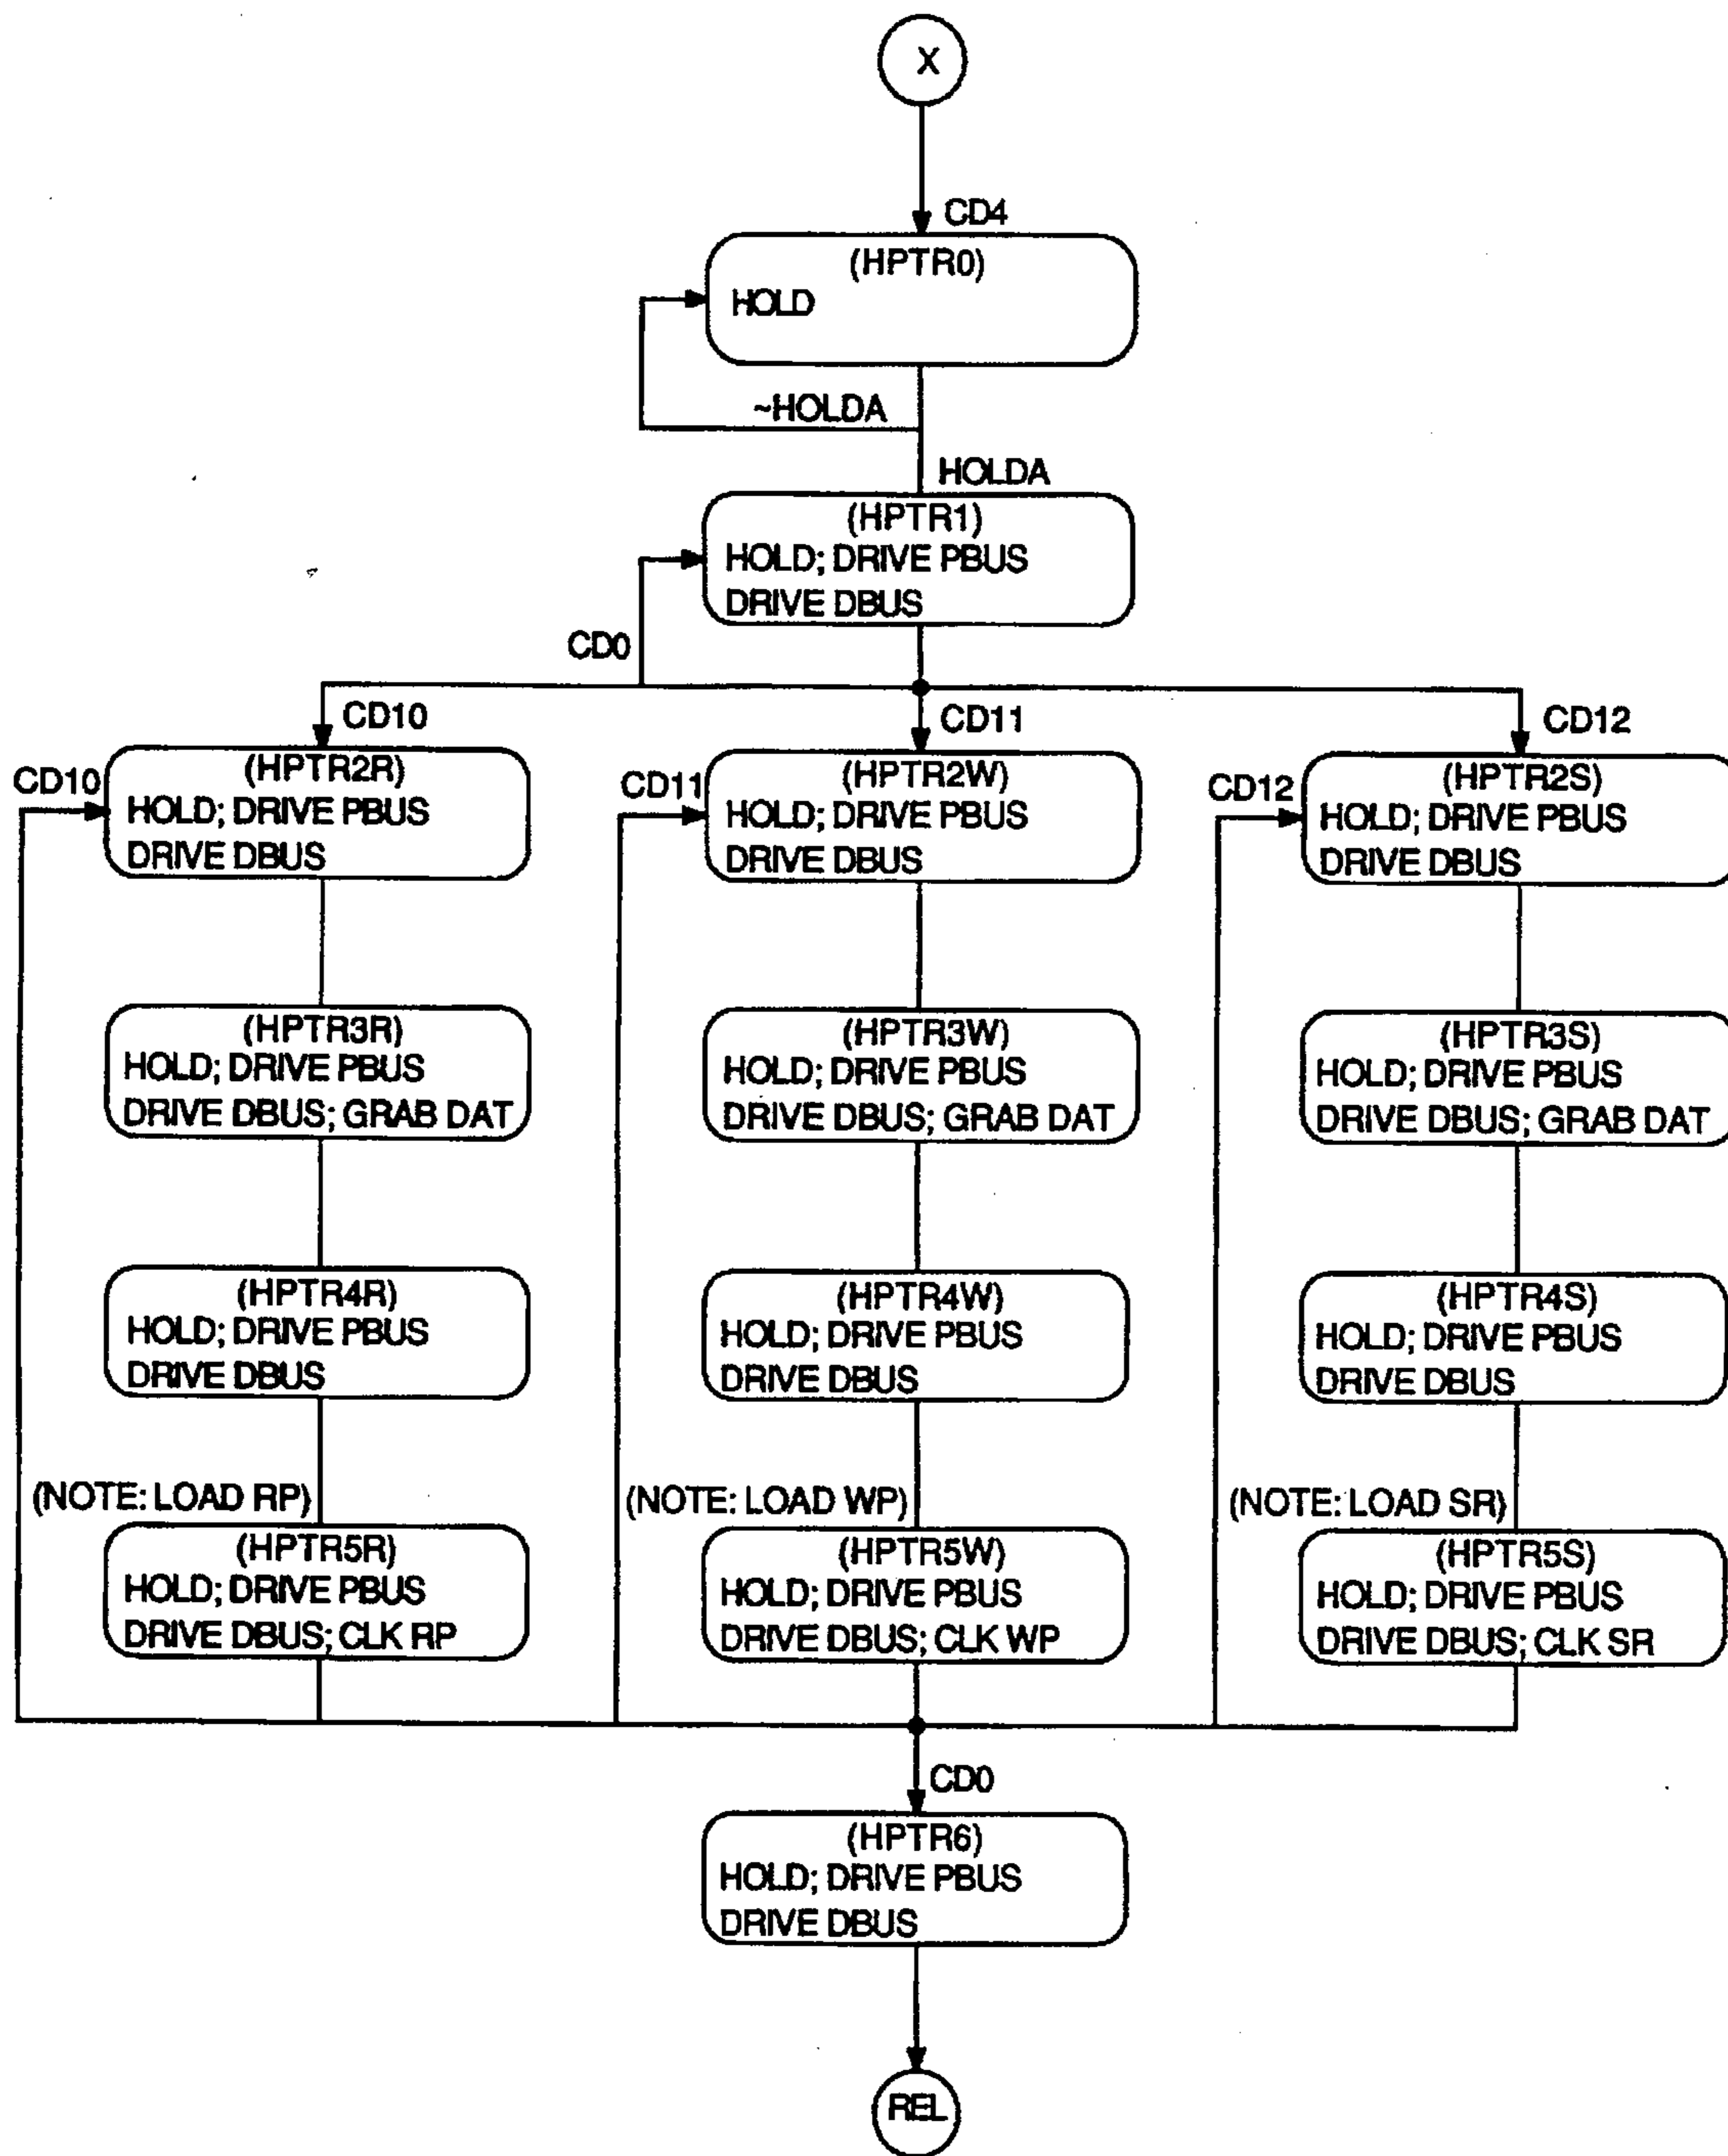 X
CD4
(HPTR0)
HOLD
~HOLDA
HOLDA
(HPTR1)
HOLD; DRIVE PBUS
DRIVE DBUS
CD0
CD10
CD11
CD12
CD10
(HPTR2R)
HOLD; DRIVE PBUS
DRIVE DBUS
CD11
(HPTR2W)
HOLD; DRIVE PBUS
DRIVE DBUS
CD12
(HPTR2S)
HOLD; DRIVE PBUS
DRIVE DBUS
(HPTR3R)
HOLD; DRIVE PBUS
DRIVE DBUS; GRAB DAT
(HPTR3W)
HOLD; DRIVE PBUS
DRIVE DBUS; GRAB DAT
(HPTR3S)
HOLD; DRIVE PBUS
DRIVE DBUS; GRAB DAT
(HPTR4R)
HOLD; DRIVE PBUS
DRIVE DBUS
(HPTR4W)
HOLD; DRIVE PBUS
DRIVE DBUS
(HPTR4S)
HOLD; DRIVE PBUS
DRIVE DBUS
(NOTE: LOAD RP)
(NOTE: LOAD WP)
(NOTE: LOAD SR)
(HPTR5R)
HOLD; DRIVE PBUS
DRIVE DBUS; CLK RP
(HPTR5W)
HOLD; DRIVE PBUS
DRIVE DBUS; CLK WP
(HPTR5S)
HOLD; DRIVE PBUS
DRIVE DBUS; CLK SR
CD0
(HPTR6)
HOLD; DRIVE PBUS
DRIVE DBUS
REL